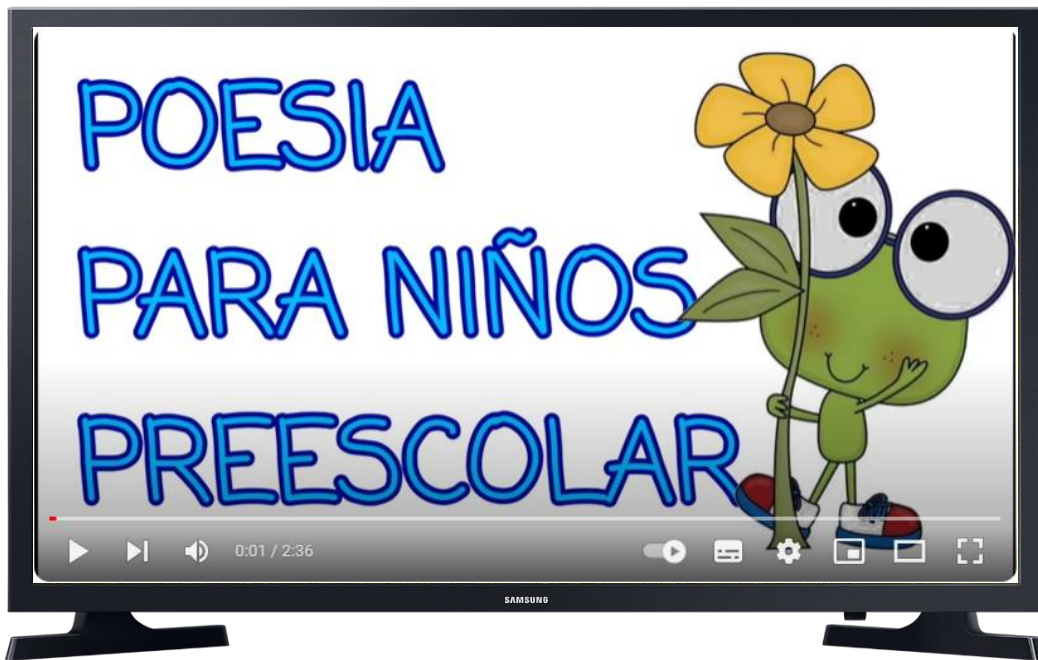 POESIA
PARA NIÑOS
PREESCOLAR
0:01 / 2:36
SAMSUNG